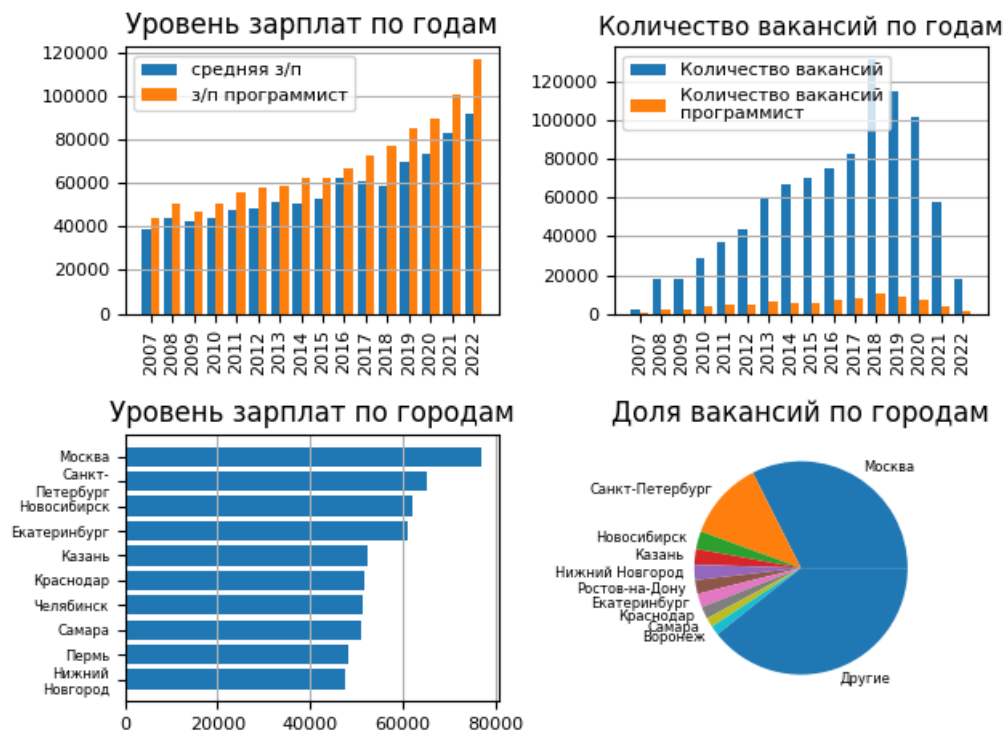 Уровень зарплат по годам
120000
100000
80000
60000
40000
20000
0
средняя з/п
з/п программист
2007
2008
2009
2010
2011
2012
2013
2014
2015
2016
2017
2018
2019
2020
2021
2022
Количество вакансий по годам
120000
100000
80000
60000
40000
20000
0
Количество вакансий
Количество вакансий
программист
2007
2008
2009
2010
2011
2012
2013
2014
2015
2016
2017
2018
2019
2020
2021
2022
Уровень зарплат по городам
Москва
Санкт-
Петербург
Новосибирск
Екатеринбург
Казань
Краснодар
Челябинск
Самара
Пермь
Нижний
Новгород
0
20000
40000
60000
80000
Доля вакансий по городам
Москва
Санкт-Петербург
Новосибирск
Казань
Нижний Новгород
Ростов-на-Дону
Екатеринбург
Краснодар
Самара
Воронеж
Другие